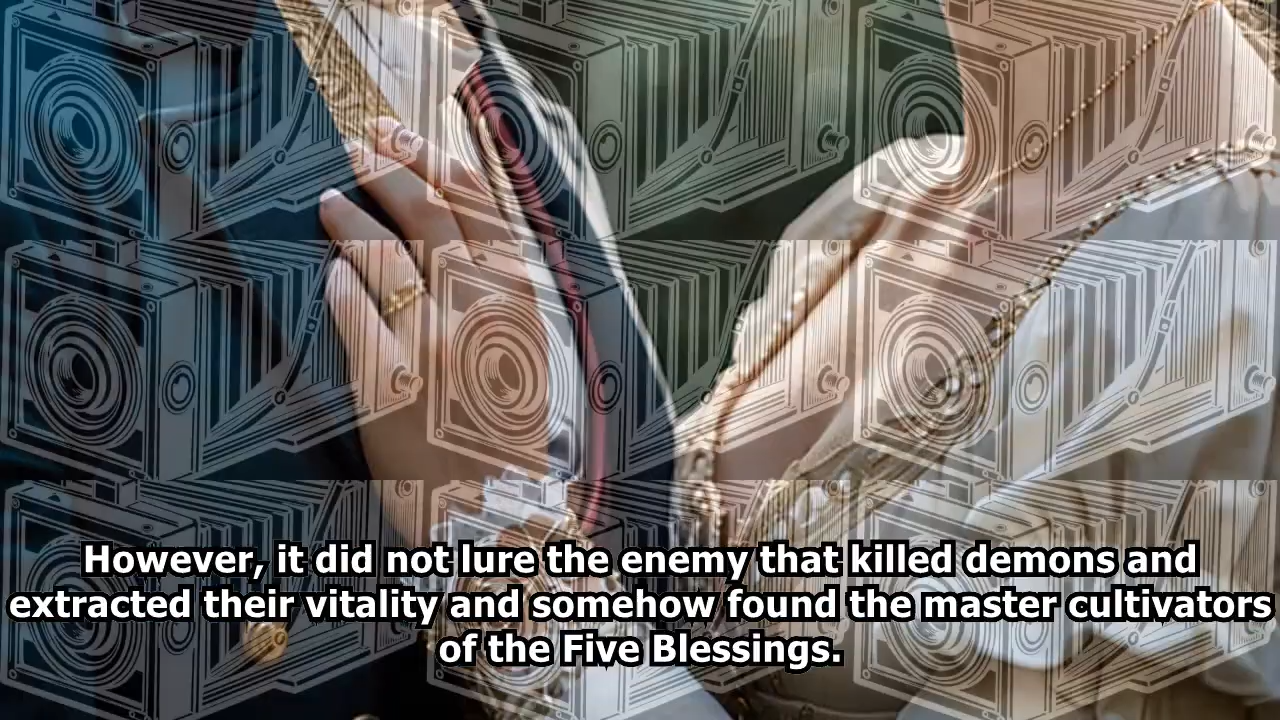 However, it did not lure the enemy that killed demons and
extracted their vitality and somehow found the master cultivators
of the Five Blessings.